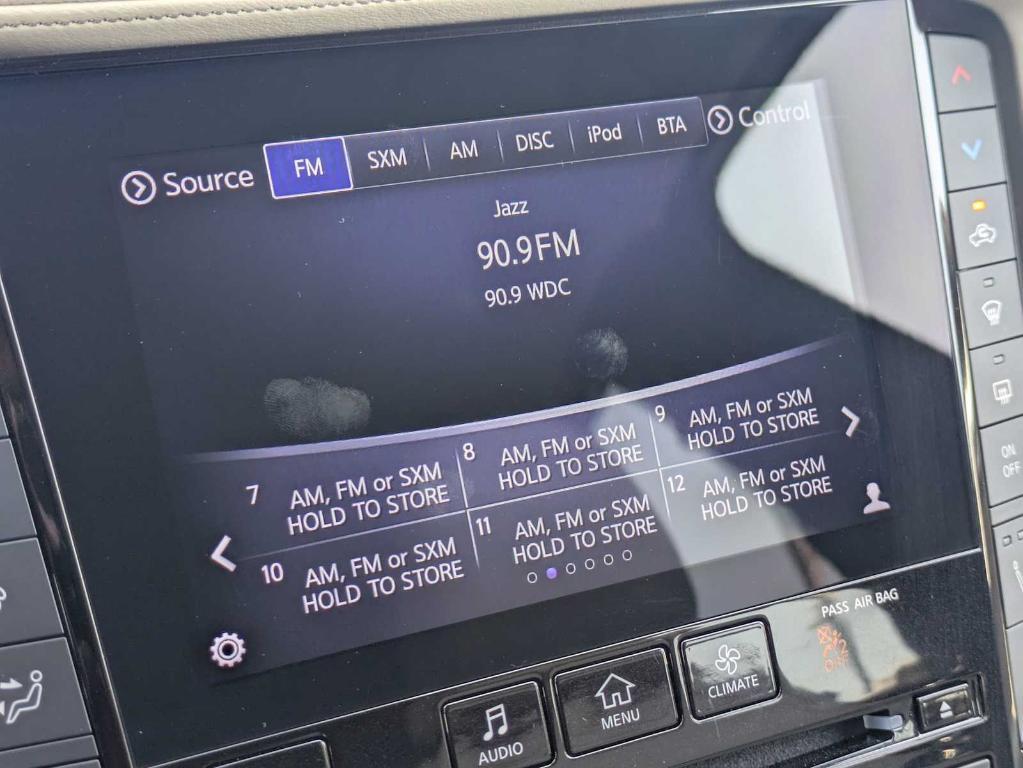 Source
FM
SXM
AM
DISC
iPod
BTA
Control
Jazz
90.9FM
90.9 WDC
7
AM, FM or SXM
HOLD TO STORE
8
AM, FM or SXM
HOLD TO STORE
9
AM, FM or SXM
HOLD TO STORE
10
AM, FM or SXM
HOLD TO STORE
11
AM, FM or SXM
HOLD TO STORE
12
AM, FM or SXM
HOLD TO STORE
ON
OFF
PASS AIR BAG
2
OFF
AUDIO
MENU
CLIMATE